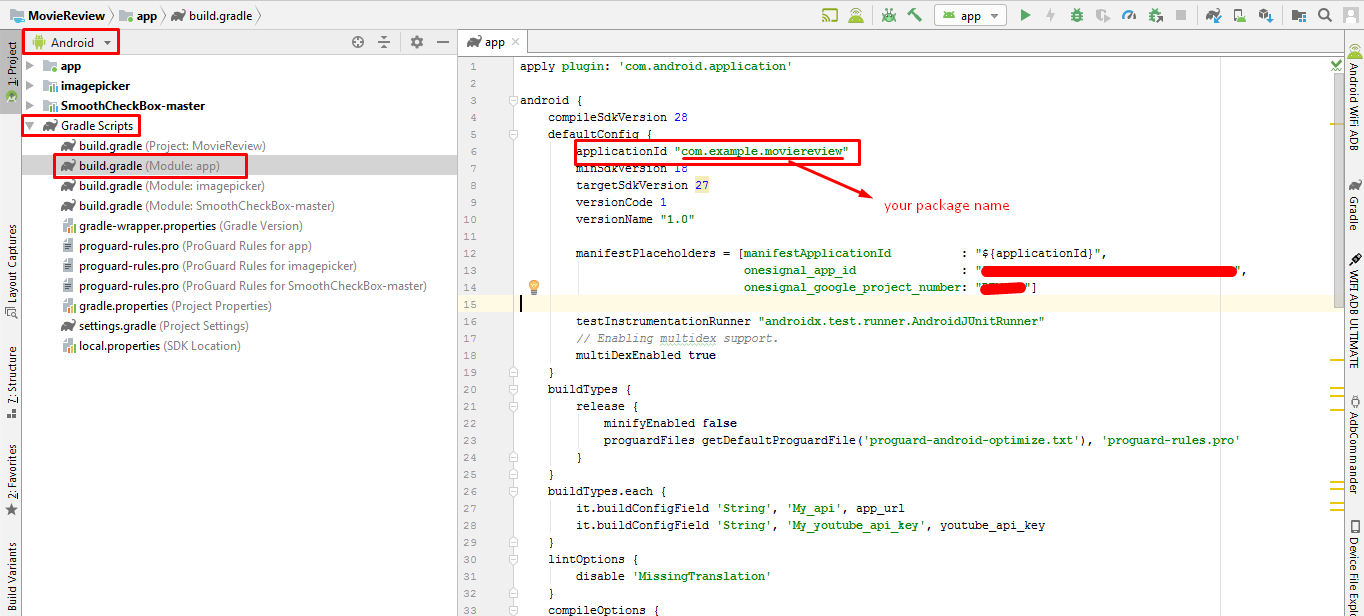 MovieReview app build.gradle
app
Android
app
1: Project
Layout Captures
7: Structure
2: Favorites
Build Variants
app
imagepicker
SmoothCheckBox-master
Gradle Scripts
build.gradle (Project: MovieReview)
build.gradle (Module: app)
build.gradle (Module: imagepicker)
build.gradle (Module: SmoothCheckBox-master)
gradle-wrapper.properties (Gradle Version)
proguard-rules.pro (ProGuard Rules for app)
proguard-rules.pro (ProGuard Rules for imagepicker)
proguard-rules.pro (ProGuard Rules for SmoothCheckBox-master)
gradle.properties (Project Properties)
settings.gradle (Project Settings)
local.properties (SDK Location)
1 apply plugin: 'com.android.application'
2
3 android {
4 compileSdkVersion 28
5 defaultConfig {
6 applicationId "com.example.moviereview"
7 minSdkVersion 18
8 targetSdkVersion 27
9 versionCode 1
your package name
10 versionName "1.0"
11
12 manifestPlaceholders = [manifestApplicationId : "${applicationId}",
13 onesignal_app_id : "",
14 onesignal_google_project_number: ""]
15
16 testInstrumentationRunner "androidx.test.runner.AndroidJUnitRunner"
17 // Enabling multidex support.
18 multiDexEnabled true
19 }
20 buildTypes {
21 release {
22 minifyEnabled false
23 proguardFiles getDefaultProguardFile('proguard-android-optimize.txt'), 'proguard-rules.pro'
24 }
25 }
26 buildTypes.each {
27 it.buildConfigField 'String', 'My_api', app_url
28 it.buildConfigField 'String', 'My_youtube_api_key', youtube_api_key
29 }
30 lintOptions {
31 disable 'MissingTranslation'
32 }
33 compileOptions {
Android WiFi ADB
Gradle
WIFI ADB ULTIMATE
AdbCommander
Device File Explo